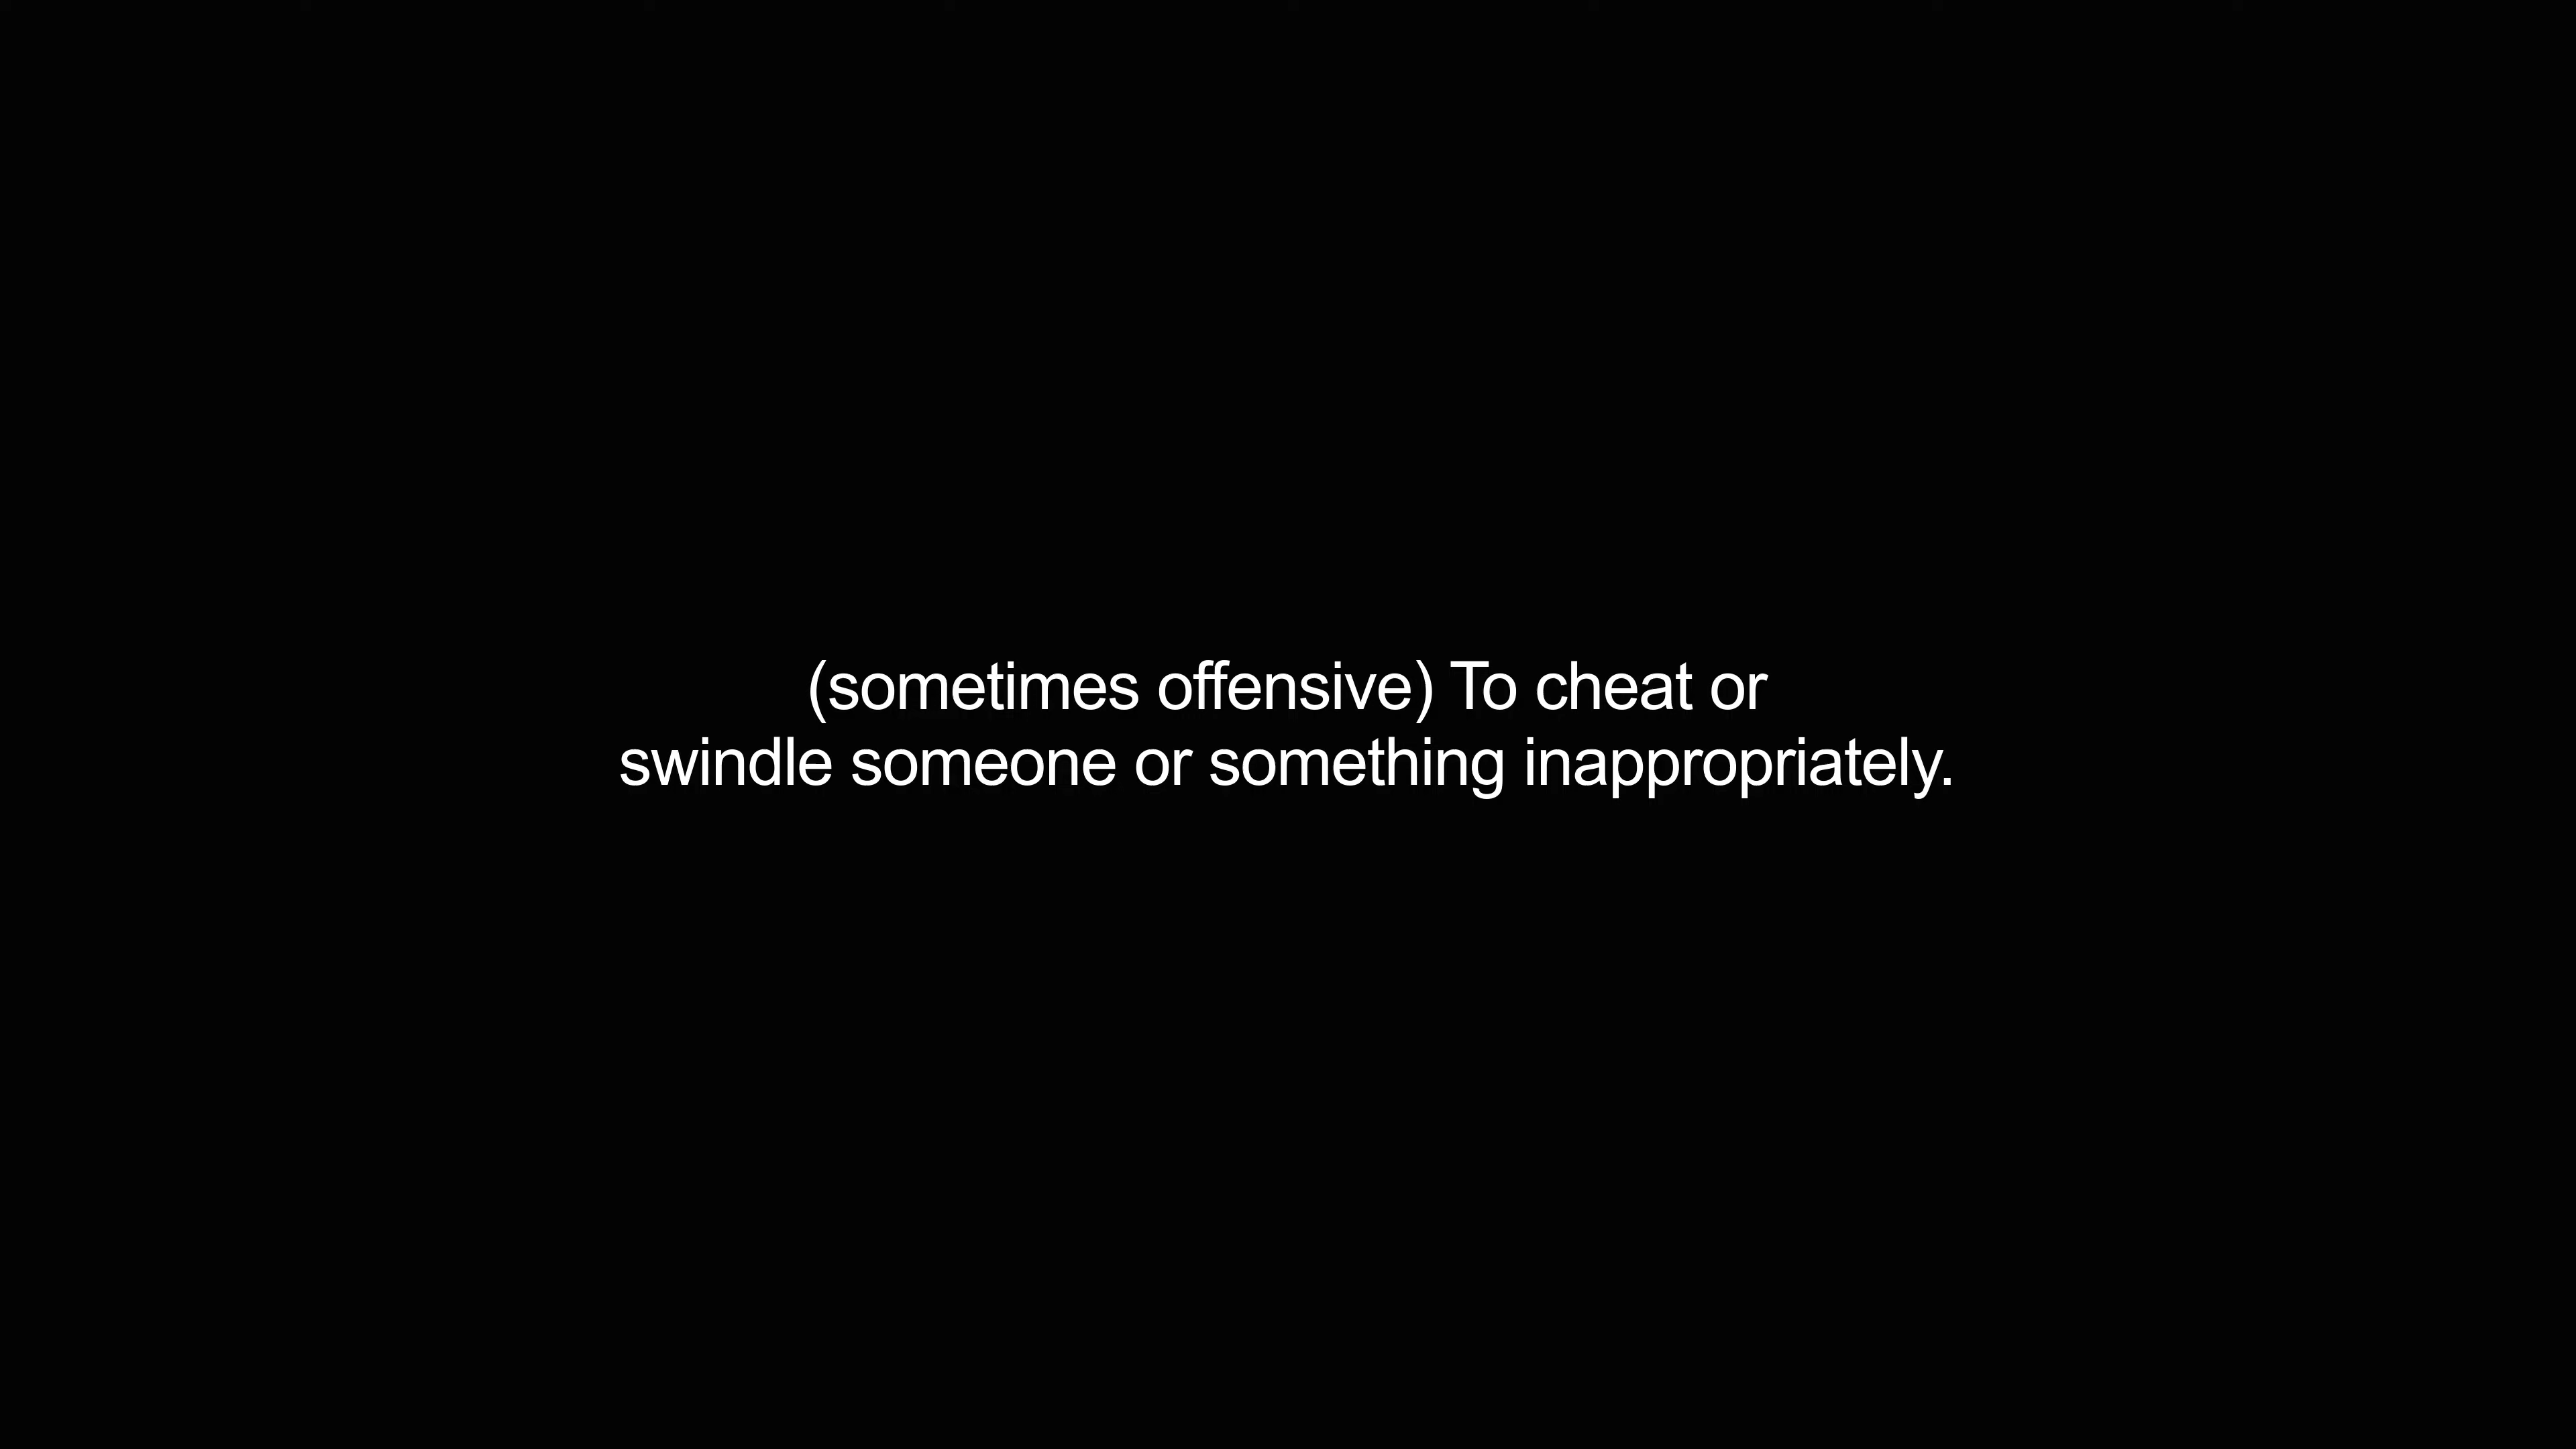 (sometimes offensive) To cheat or
swindle someone or something inappropriately.